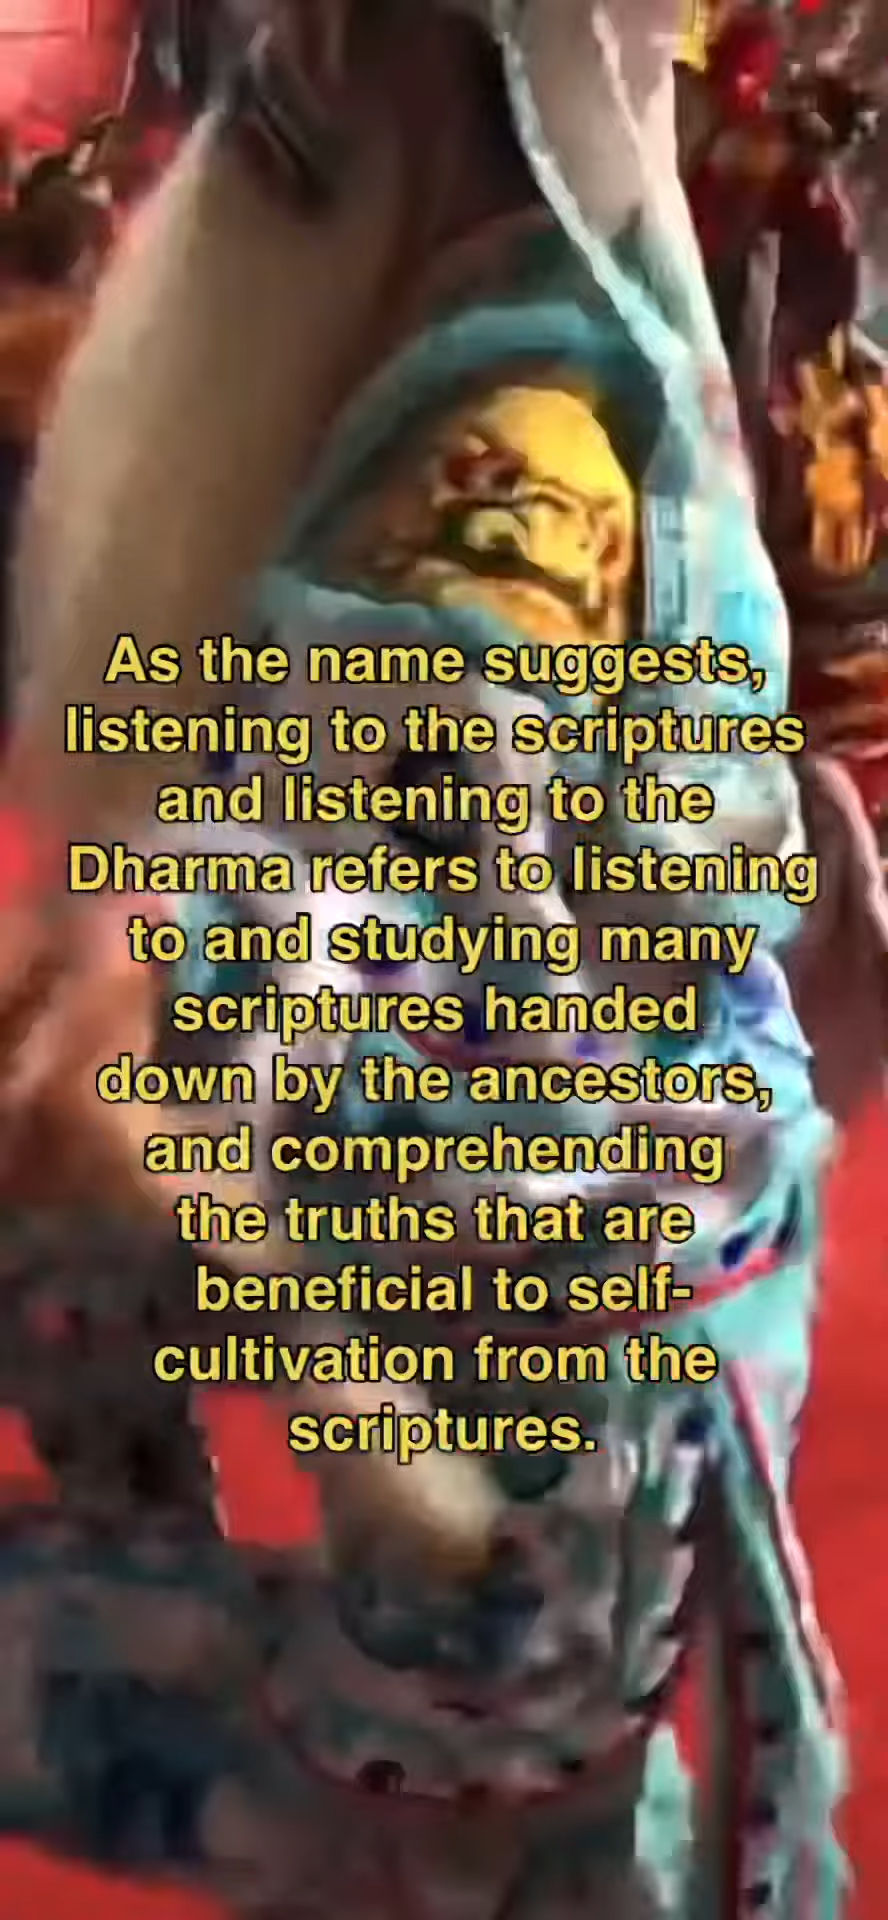 As the name suggests,
listening to the scriptures
and listening to the
Dharma refers to listening
to and studying many
scriptures handed
down by the ancestors,
and comprehending
the truths that are
beneficial to self-
cultivation from the
scriptures.